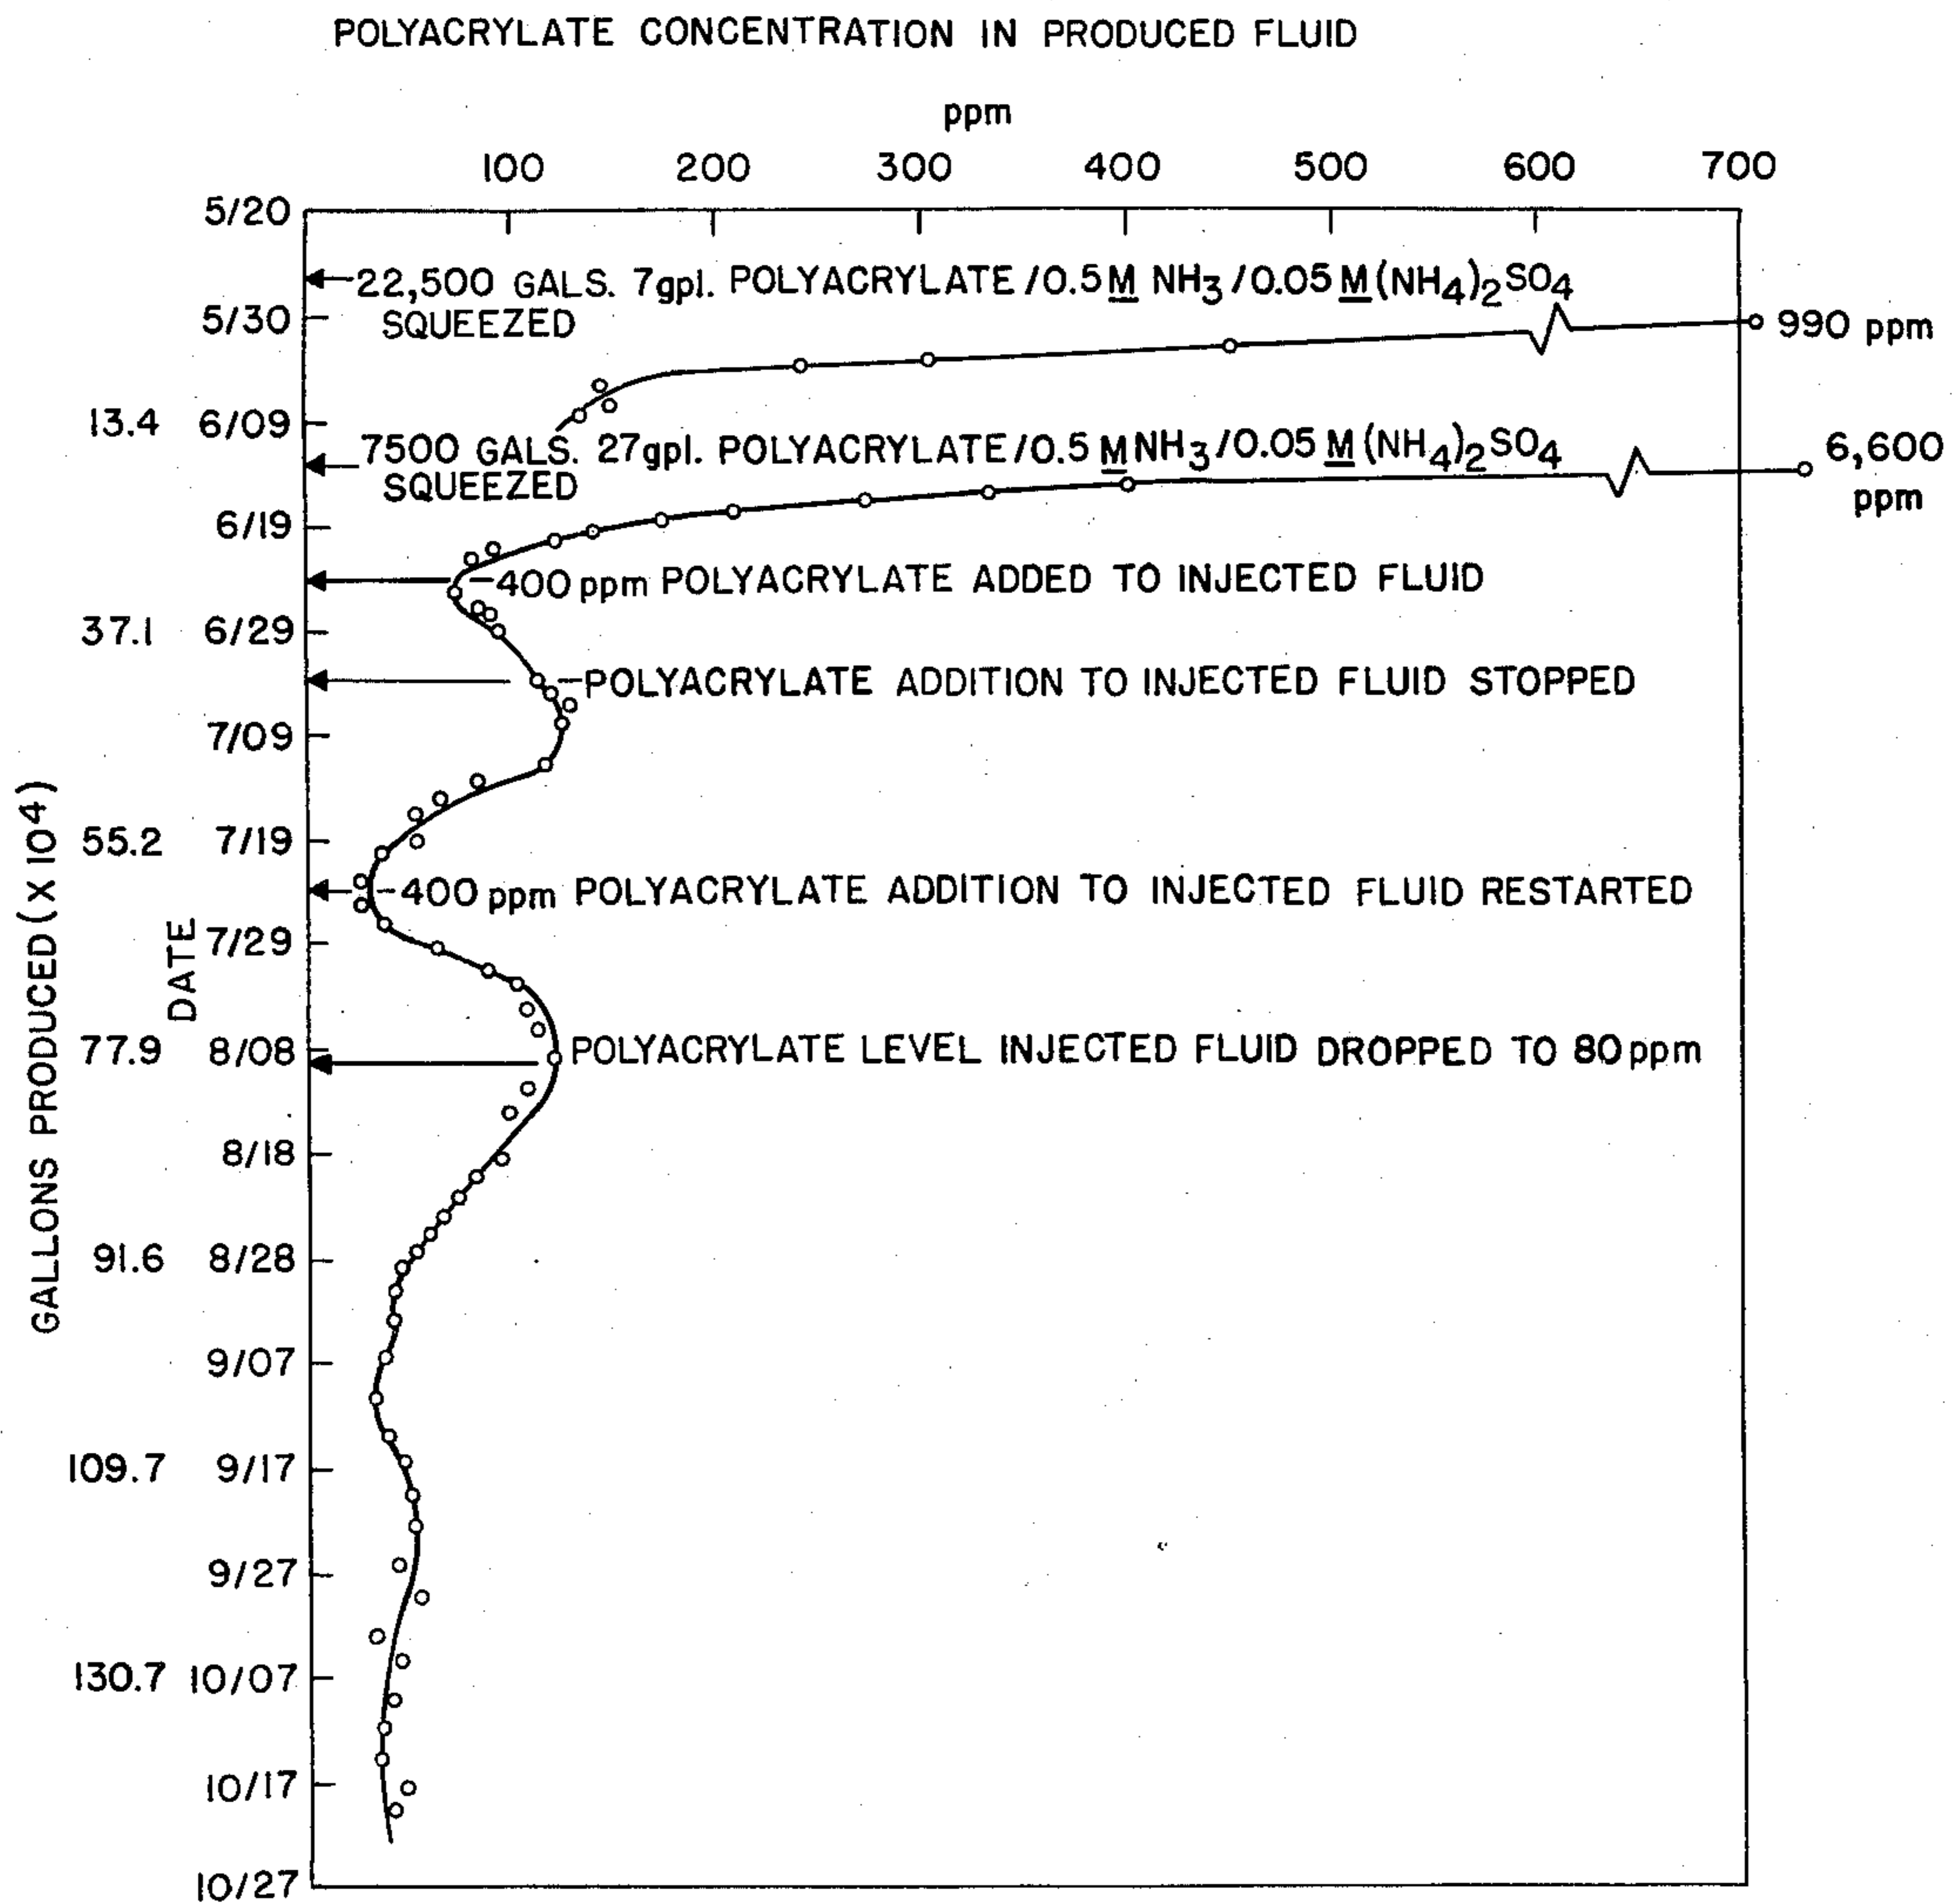 POLYACRYLATE CONCENTRATION IN PRODUCED FLUID
ppm
100 200 300 400 500 600 700
5/20
22,500 GALS. 7gpl. POLYACRYLATE /0.5 M NH3 /0.05 M (NH4)2SO4
SQUEEZED
5/30
990 ppm
13.4 6/09
7500 GALS. 27gpl. POLYACRYLATE /0.5 M NH3 /0.05 M (NH4)2SO4
SQUEEZED
6,600
ppm
6/19
-400 ppm POLYACRYLATE ADDED TO INJECTED FLUID
37.1 6/29
-POLYACRYLATE ADDITION TO INJECTED FLUID STOPPED
7/09
55.2 7/19
-400 ppm POLYACRYLATE ADDITION TO INJECTED FLUID RESTARTED
7/29
77.9 8/08
POLYACRYLATE LEVEL INJECTED FLUID DROPPED TO 80 ppm
8/18
91.6 8/28
9/07
109.7 9/17
9/27
130.7 10/07
10/17
10/27
GALLONS PRODUCED (X 10^4)
DATE